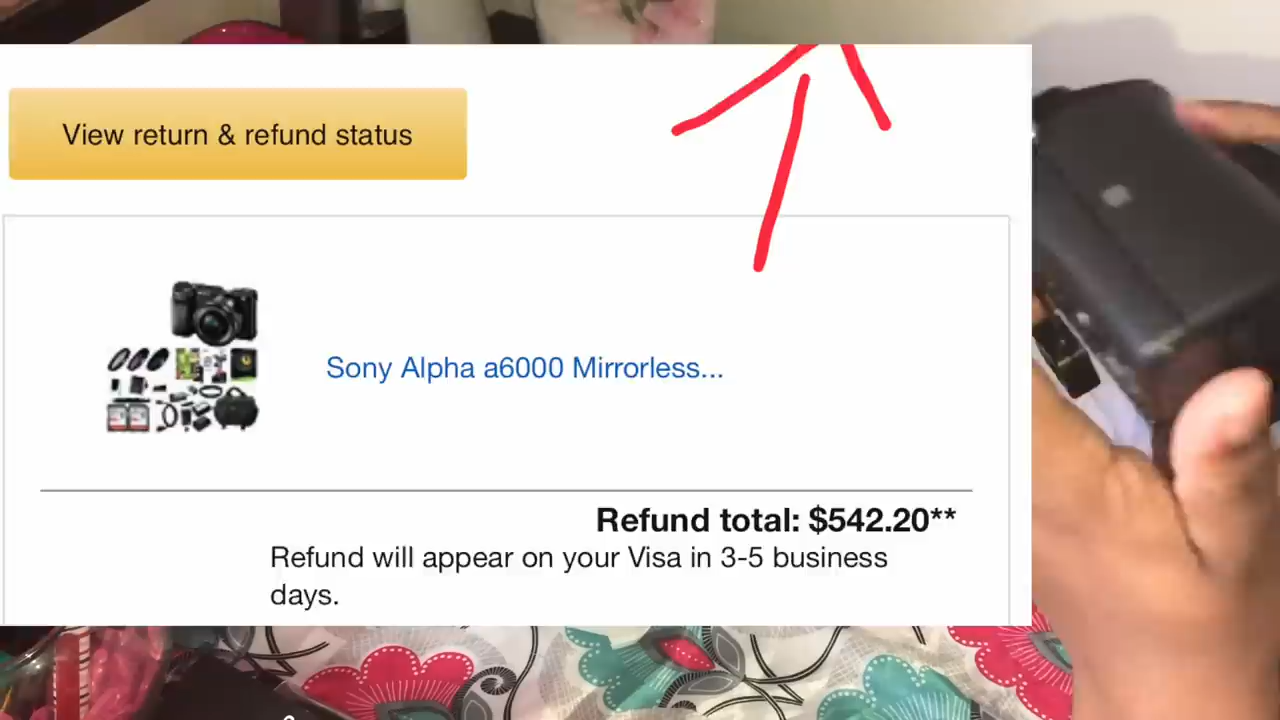 View return & refund status
Sony Alpha a6000 Mirrorless...
Refund total: $542.20**
Refund will appear on your Visa in 3-5 business
days.